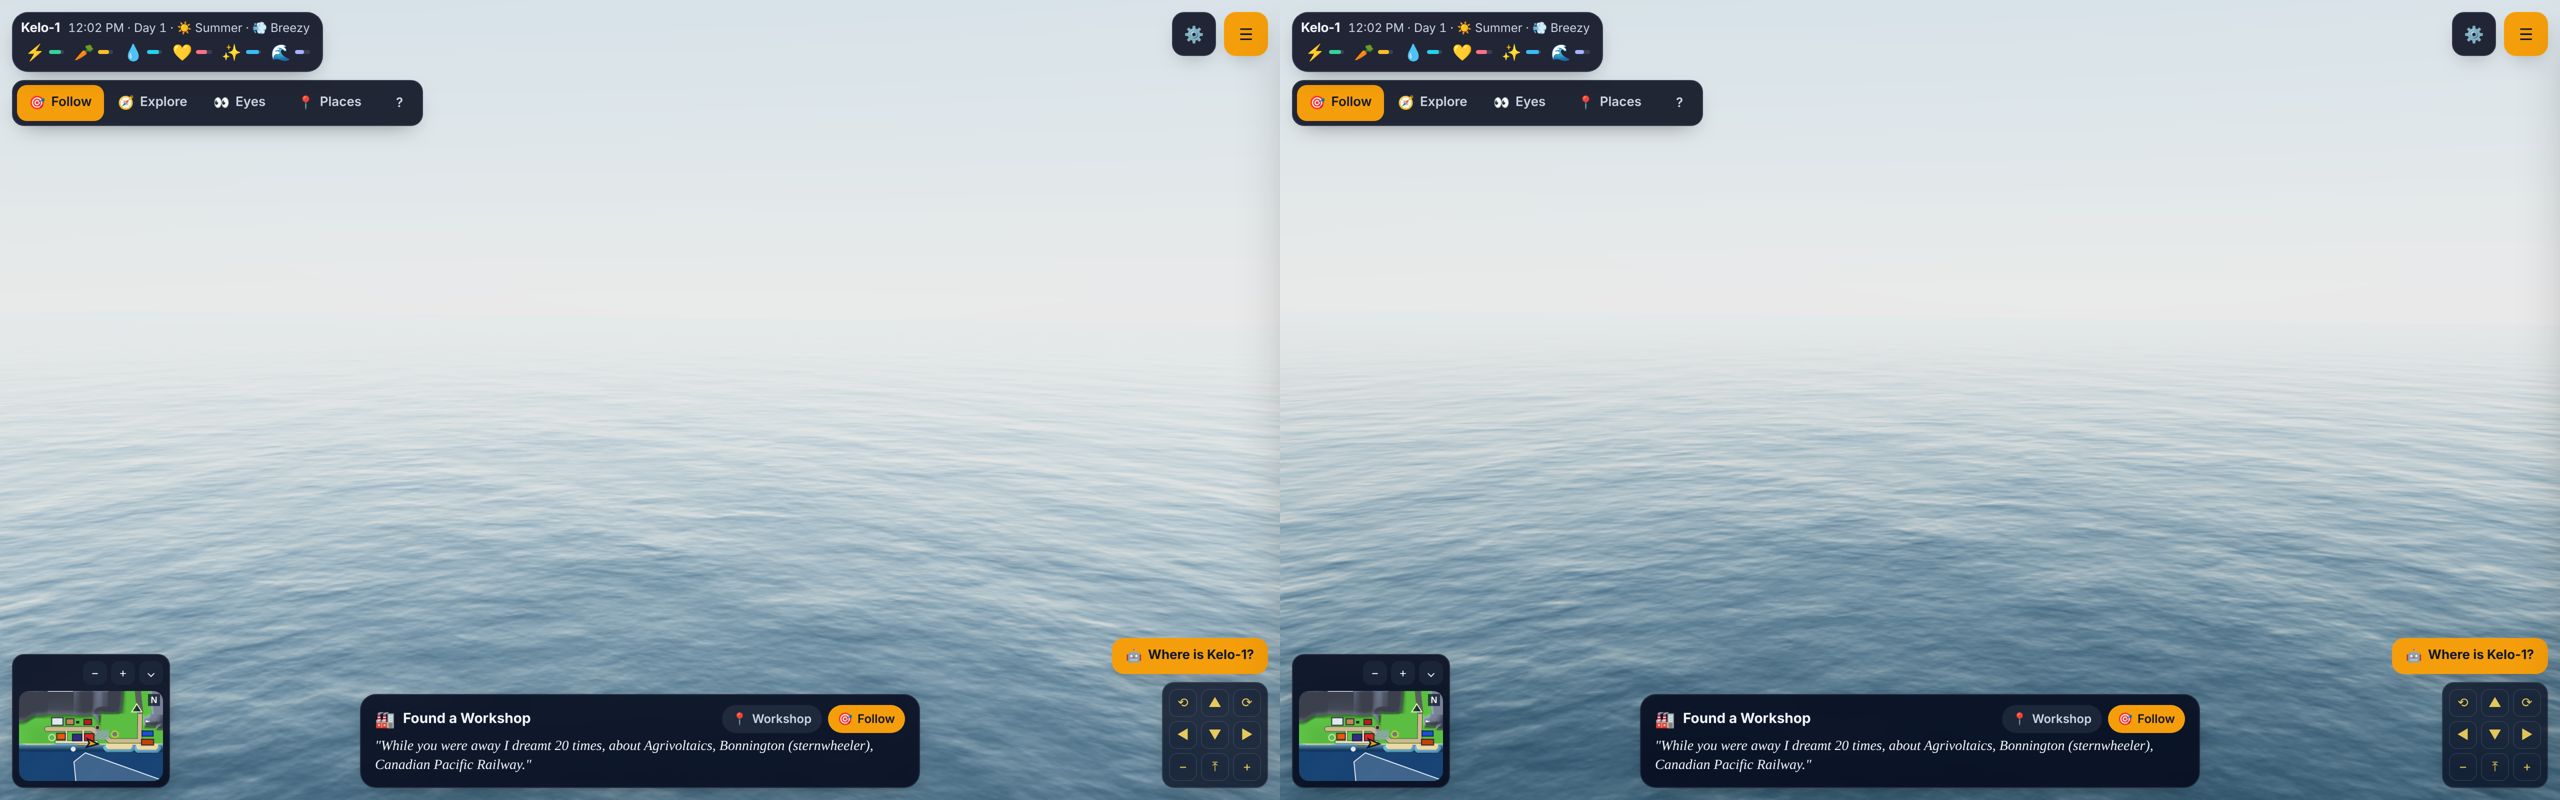 Kelo-1 12:02 PM · Day 1 · ☀️ Summer · 💨 Breezy
🎯 Follow 🧭 Explore 👀 Eyes 📍 Places ?
N
🤖 Where is Kelo-1?
🏭 Found a Workshop 📍 Workshop 🎯 Follow
"While you were away I dreamt 20 times, about Agrivoltaics, Bonnington (sternwheeler),
Canadian Pacific Railway."
Kelo-1 12:02 PM · Day 1 · ☀️ Summer · 💨 Breezy
🎯 Follow 🧭 Explore 👀 Eyes 📍 Places ?
N
🤖 Where is Kelo-1?
🏭 Found a Workshop 📍 Workshop 🎯 Follow
"While you were away I dreamt 20 times, about Agrivoltaics, Bonnington (sternwheeler),
Canadian Pacific Railway."